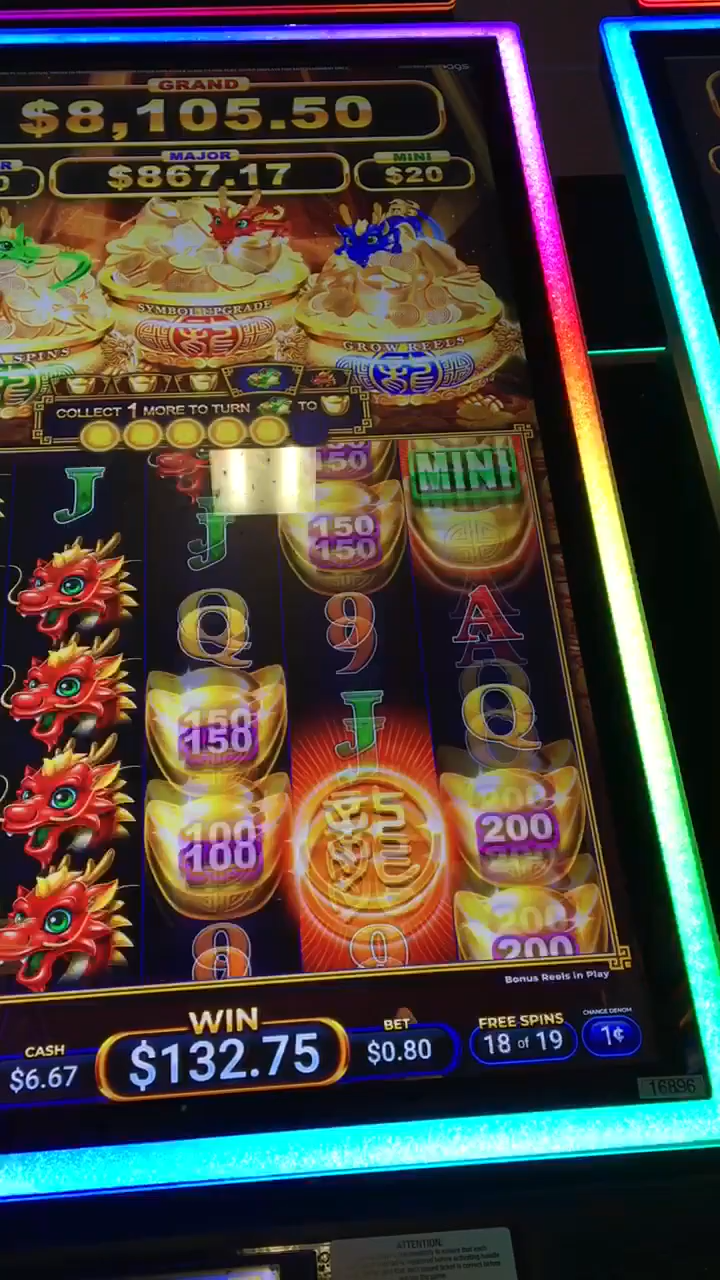 GRAND
$8,105.50
MAJOR
$867.17
MINI
$20
SYMBOL UPGRADE
SPINS
GROW REELS
COLLECT 1 MORE TO TURN TO
150
MINI
J
150
150
J
Q
9
A
150
150
J
Q
100
100
200
200
200
9
9
Bonus Reels in Play
WIN
$132.75
CASH
$6.67
BET
$0.80
FREE SPINS
18 of 19
CHANGE DENOM
1¢
16896
ATTENTION